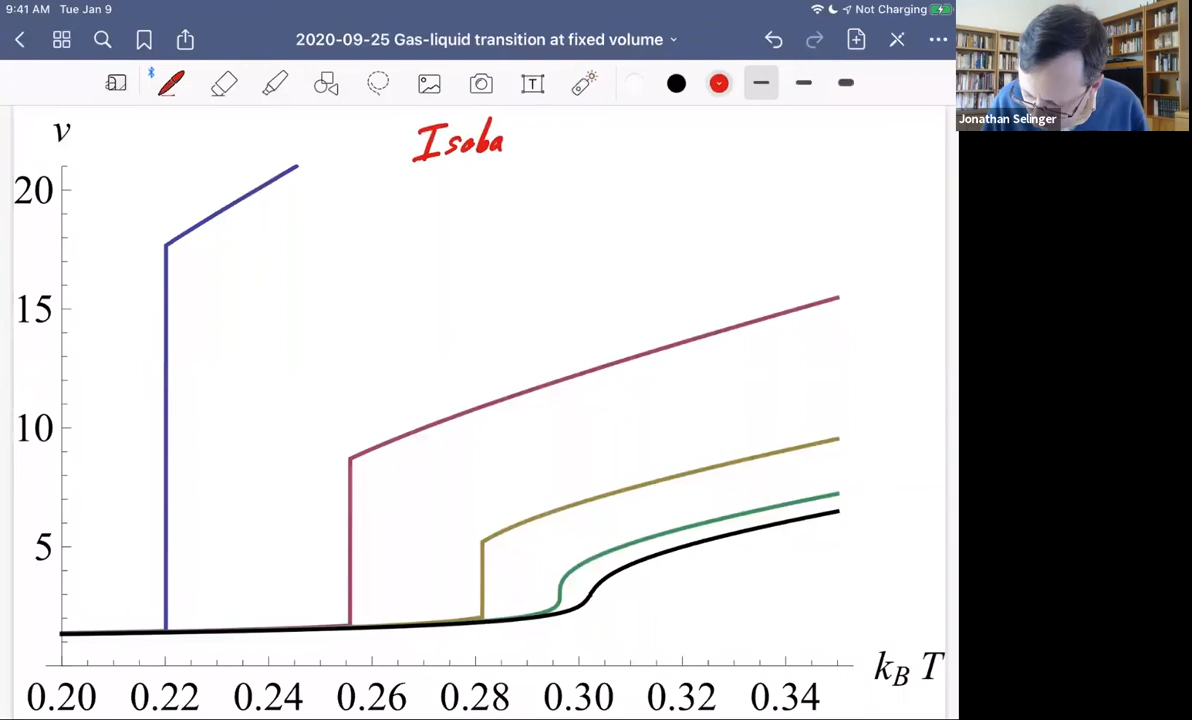 9:41 AM Tue Jan 9
Not Charging
2020-09-25 Gas-liquid transition at fixed volume
T
Jonathan Selinger
Isoba
v
20
15
10
5
0.20 0.22 0.24 0.26 0.28 0.30 0.32 0.34
k_B T